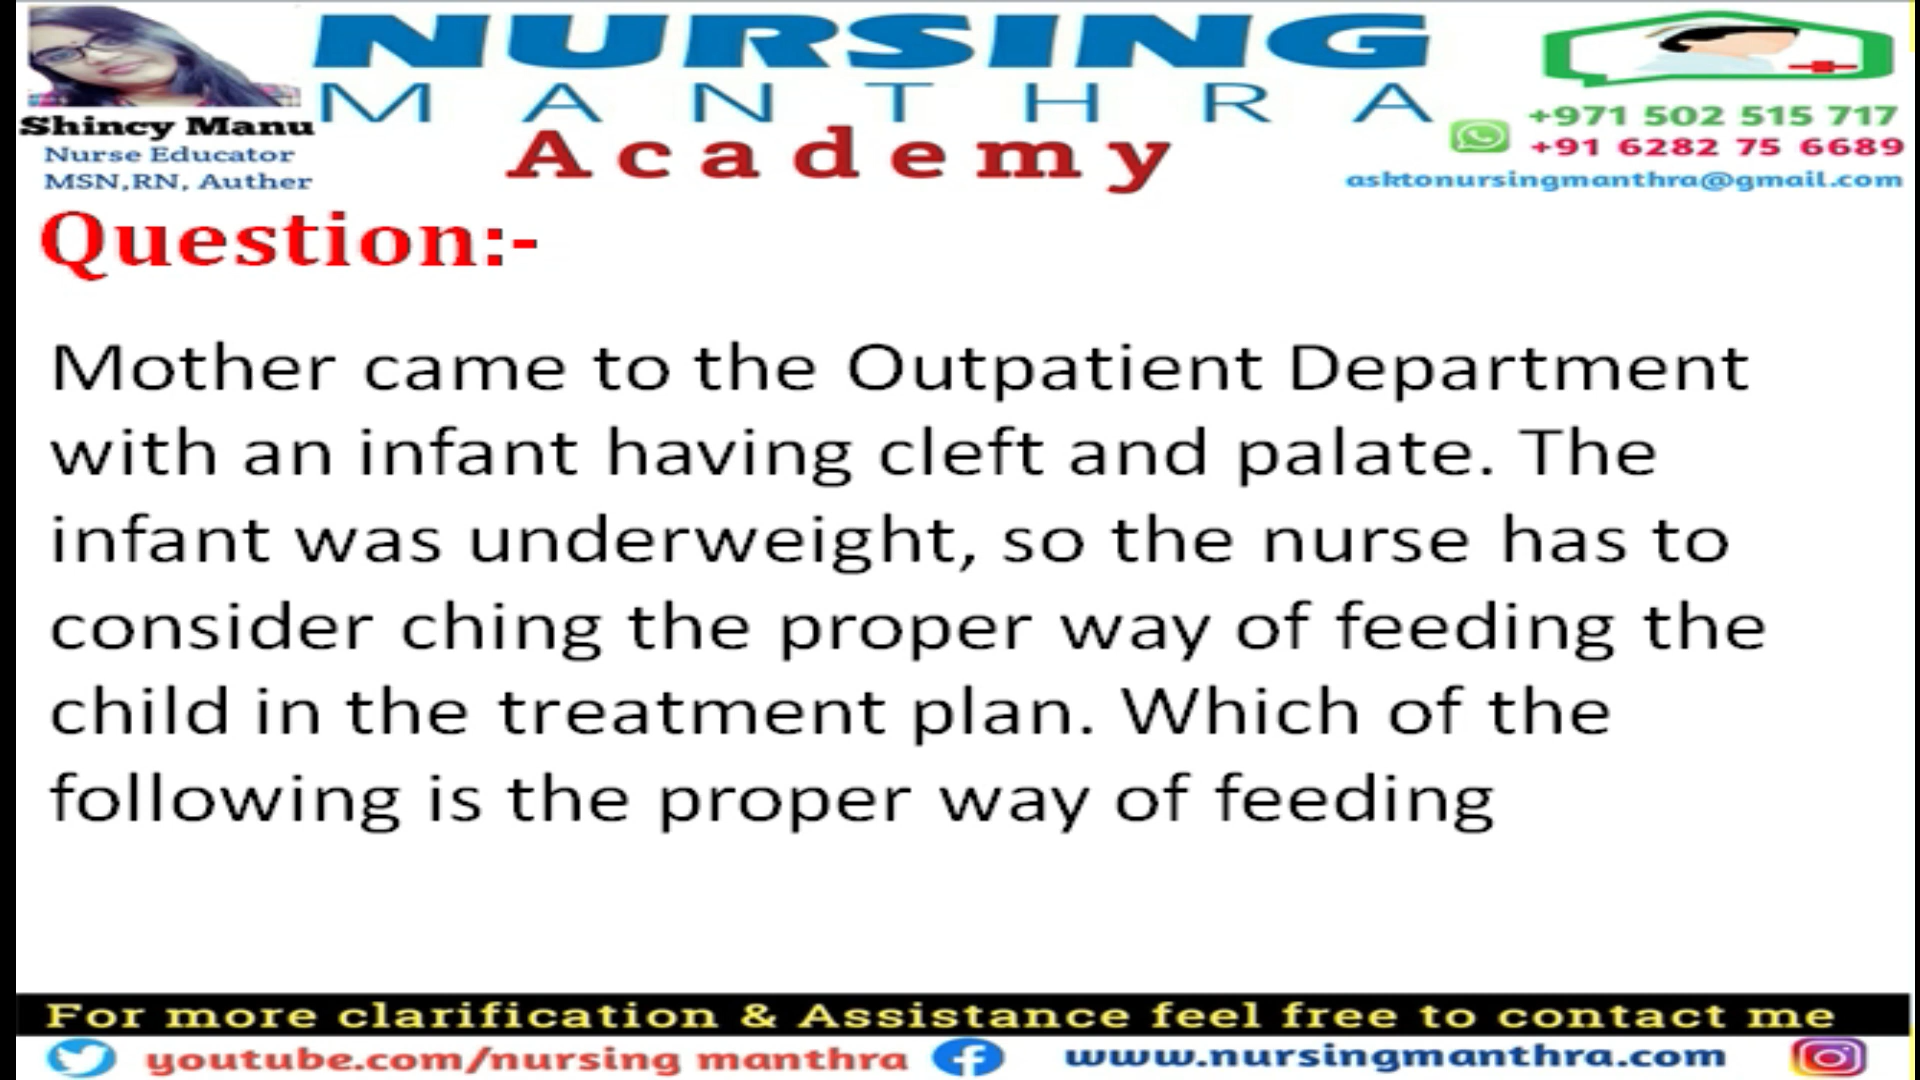 NURSING
MANTHRA
Academy
Shincy Manu
Nurse Educator
MSN,RN, Auther
+971 502 515 717
+91 6282 75 6689
asktonursingmanthra@gmail.com
Question:-
Mother came to the Outpatient Department
with an infant having cleft and palate. The
infant was underweight, so the nurse has to
consider ching the proper way of feeding the
child in the treatment plan. Which of the
following is the proper way of feeding
For more clarification & Assistance feel free to contact me
youtube.com/nursing manthra
www.nursingmanthra.com